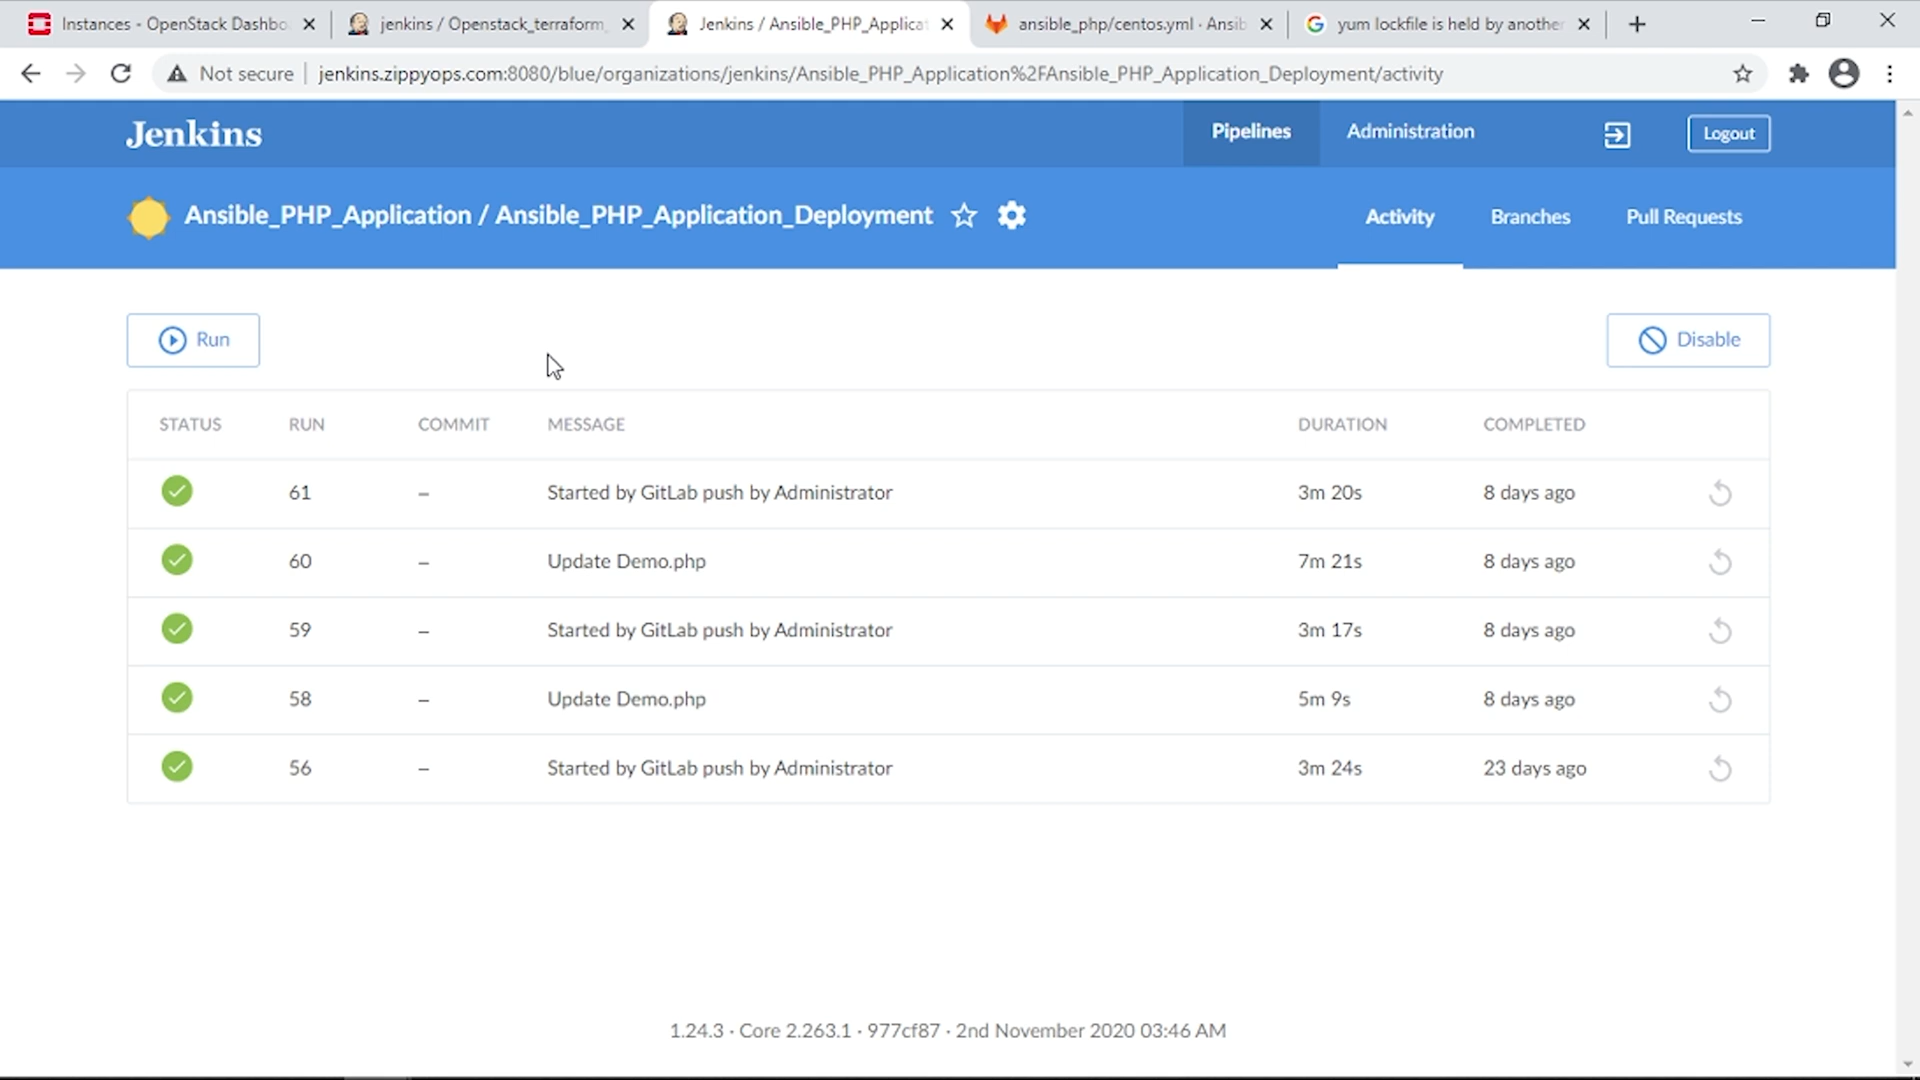 Instances - OpenStack Dashbo
jenkins / Openstack_terraform_
Jenkins / Ansible_PHP_Applicat
ansible_php/centos.yml · Ansib
yum lockfile is held by another
Not secure
jenkins.zippyops.com:8080/blue/organizations/jenkins/Ansible_PHP_Application%2FAnsible_PHP_Application_Deployment/activity
Jenkins
Pipelines
Administration
Logout
Ansible_PHP_Application / Ansible_PHP_Application_Deployment
Activity
Branches
Pull Requests
Run
Disable
STATUS RUN COMMIT MESSAGE DURATION COMPLETED
61 – Started by GitLab push by Administrator 3m 20s 8 days ago
60 – Update Demo.php 7m 21s 8 days ago
59 – Started by GitLab push by Administrator 3m 17s 8 days ago
58 – Update Demo.php 5m 9s 8 days ago
56 – Started by GitLab push by Administrator 3m 24s 23 days ago
1.24.3 · Core 2.263.1 · 977cf87 · 2nd November 2020 03:46 AM